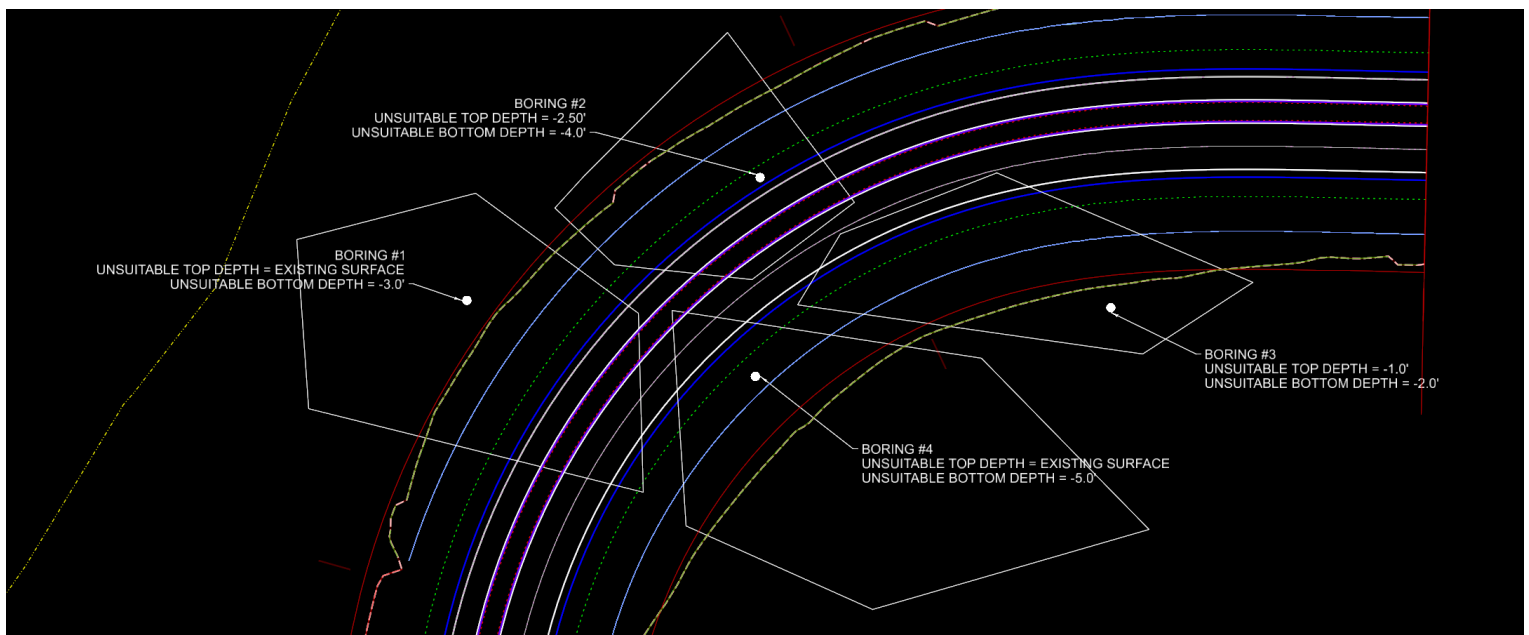 BORING #2
UNSUITABLE TOP DEPTH = -2.50'
UNSUITABLE BOTTOM DEPTH = -4.0'
BORING #1
UNSUITABLE TOP DEPTH = EXISTING SURFACE
UNSUITABLE BOTTOM DEPTH = -3.0'
BORING #3
UNSUITABLE TOP DEPTH = -1.0'
UNSUITABLE BOTTOM DEPTH = -2.0'
BORING #4
UNSUITABLE TOP DEPTH = EXISTING SURFACE
UNSUITABLE BOTTOM DEPTH = -5.0'